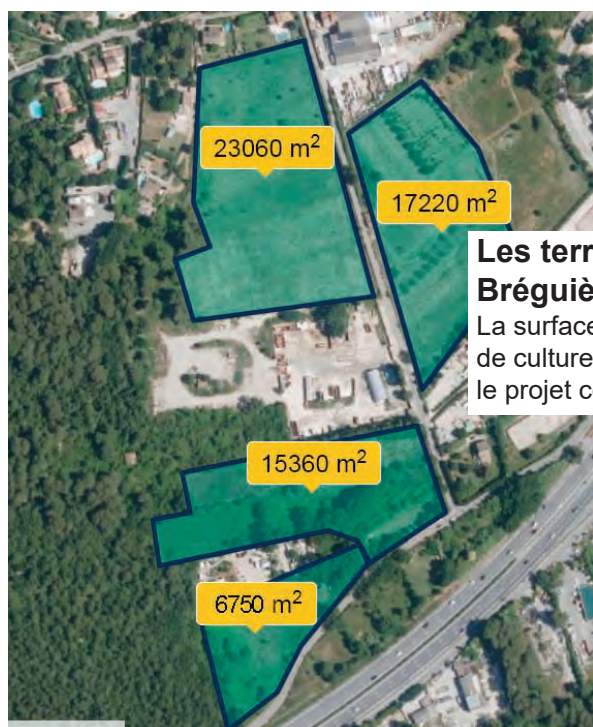 23060 m²
17220 m²
Les terr
Bréguiè
La surface
de culture
le projet c
15360 m²
6750 m²